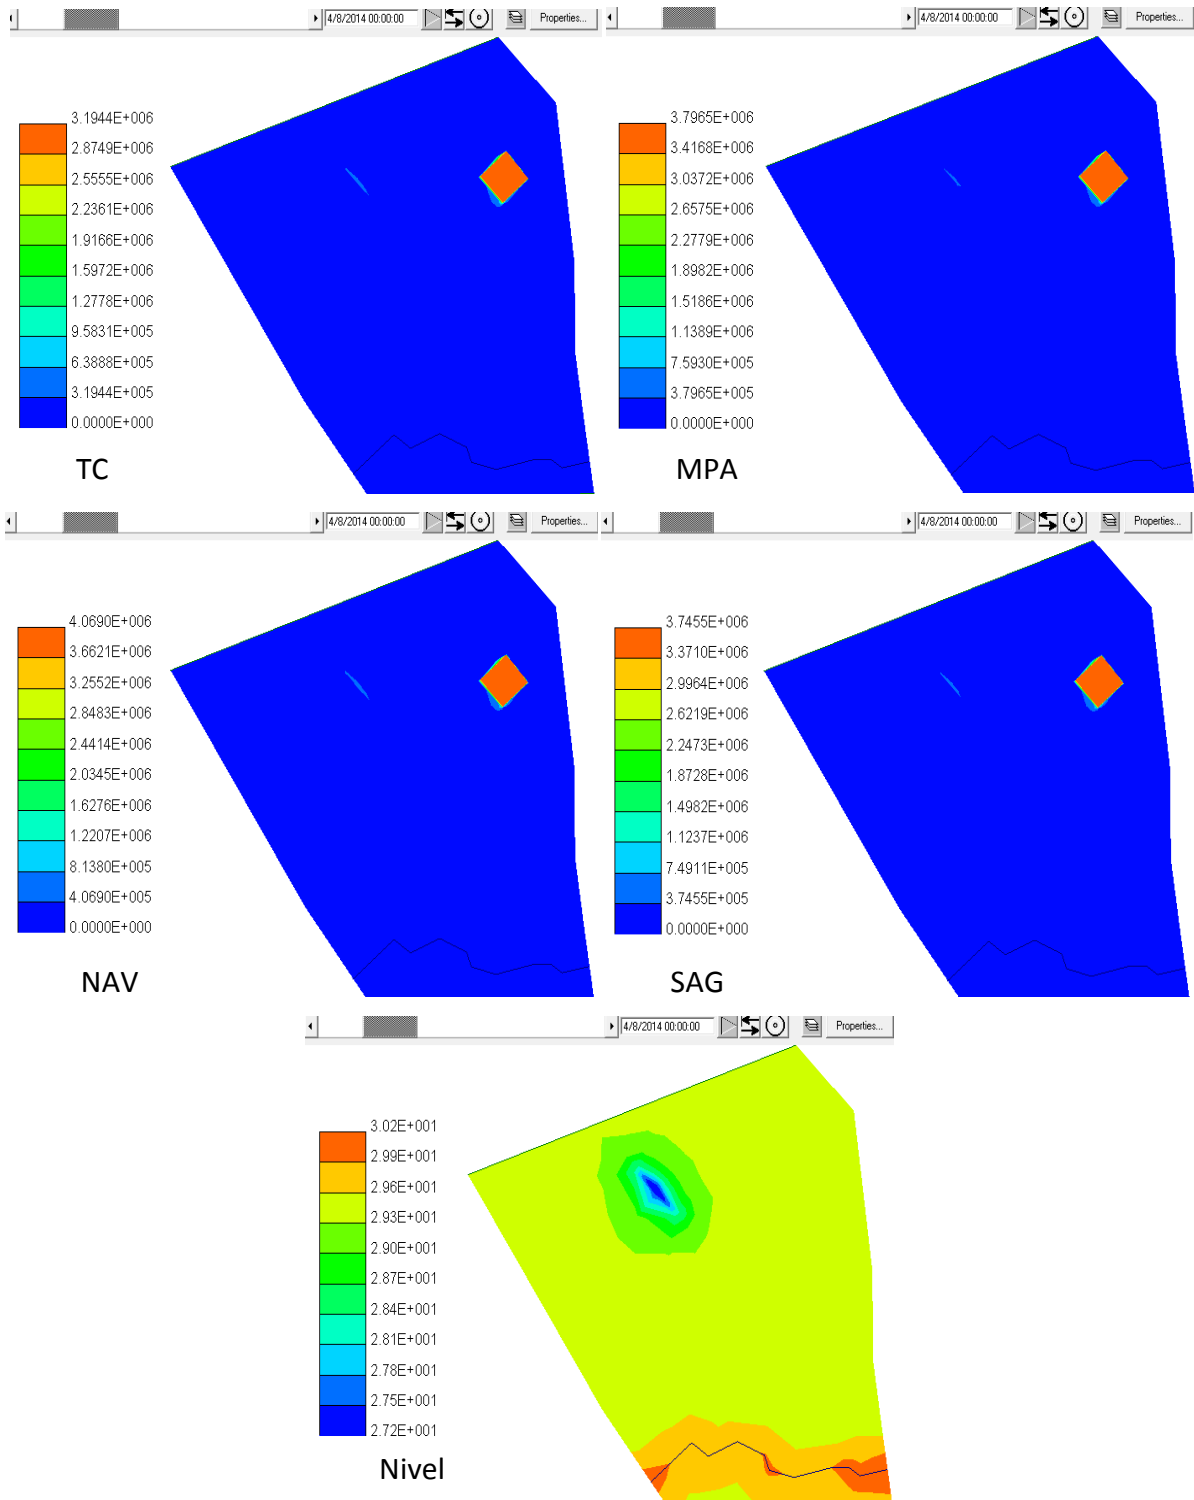 4/8/2014 00:00:00 Properties...
3.1944E+006
2.8749E+006
2.5555E+006
2.2361E+006
1.9166E+006
1.5972E+006
1.2778E+006
9.5831E+005
6.3888E+005
3.1944E+005
0.0000E+000
TC
4/8/2014 00:00:00 Properties...
3.7965E+006
3.4168E+006
3.0372E+006
2.6575E+006
2.2779E+006
1.8982E+006
1.5186E+006
1.1389E+006
7.5930E+005
3.7965E+005
0.0000E+000
MPA
4/8/2014 00:00:00 Properties...
4.0690E+006
3.6621E+006
3.2552E+006
2.8483E+006
2.4414E+006
2.0345E+006
1.6276E+006
1.2207E+006
8.1380E+005
4.0690E+005
0.0000E+000
NAV
4/8/2014 00:00:00 Properties...
3.7455E+006
3.3710E+006
2.9964E+006
2.6219E+006
2.2473E+006
1.8728E+006
1.4982E+006
1.1237E+006
7.4911E+005
3.7455E+005
0.0000E+000
SAG
4/8/2014 00:00:00 Properties...
3.02E+001
2.99E+001
2.96E+001
2.93E+001
2.90E+001
2.87E+001
2.84E+001
2.81E+001
2.78E+001
2.75E+001
2.72E+001
Nivel